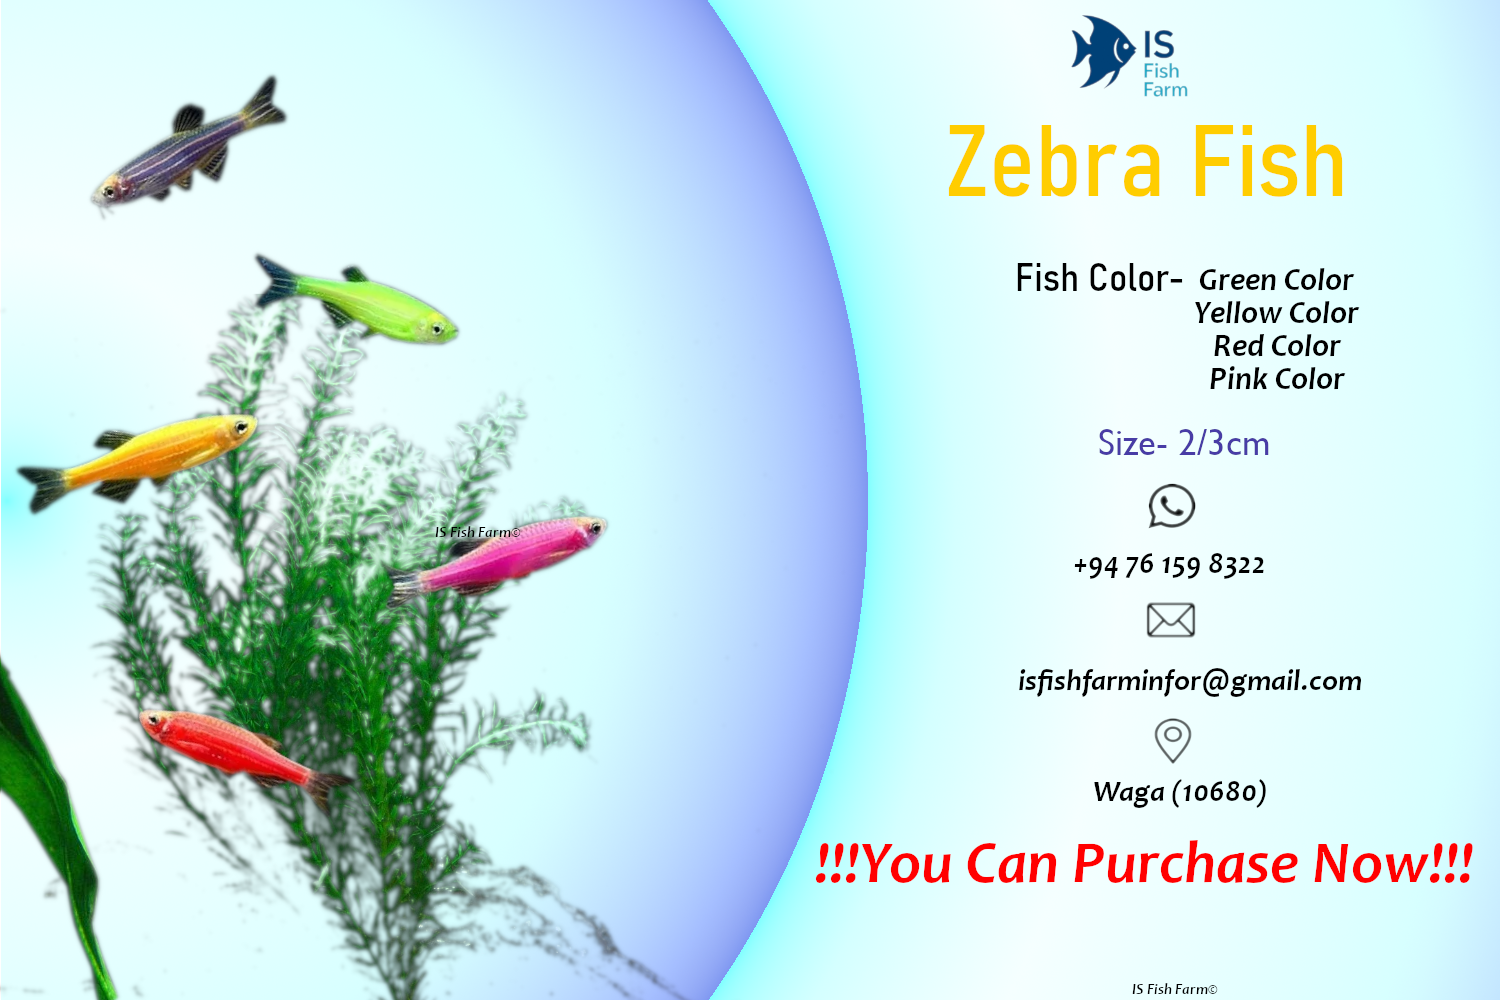 IS
Fish
Farm
Zebra Fish
Fish Color- Green Color
Yellow Color
Red Color
Pink Color
Size- 2/3cm
+94 76 159 8322
isfishfarminfor@gmail.com
Waga (10680)
!!!You Can Purchase Now!!!
IS Fish Farm©
IS Fish Farm©